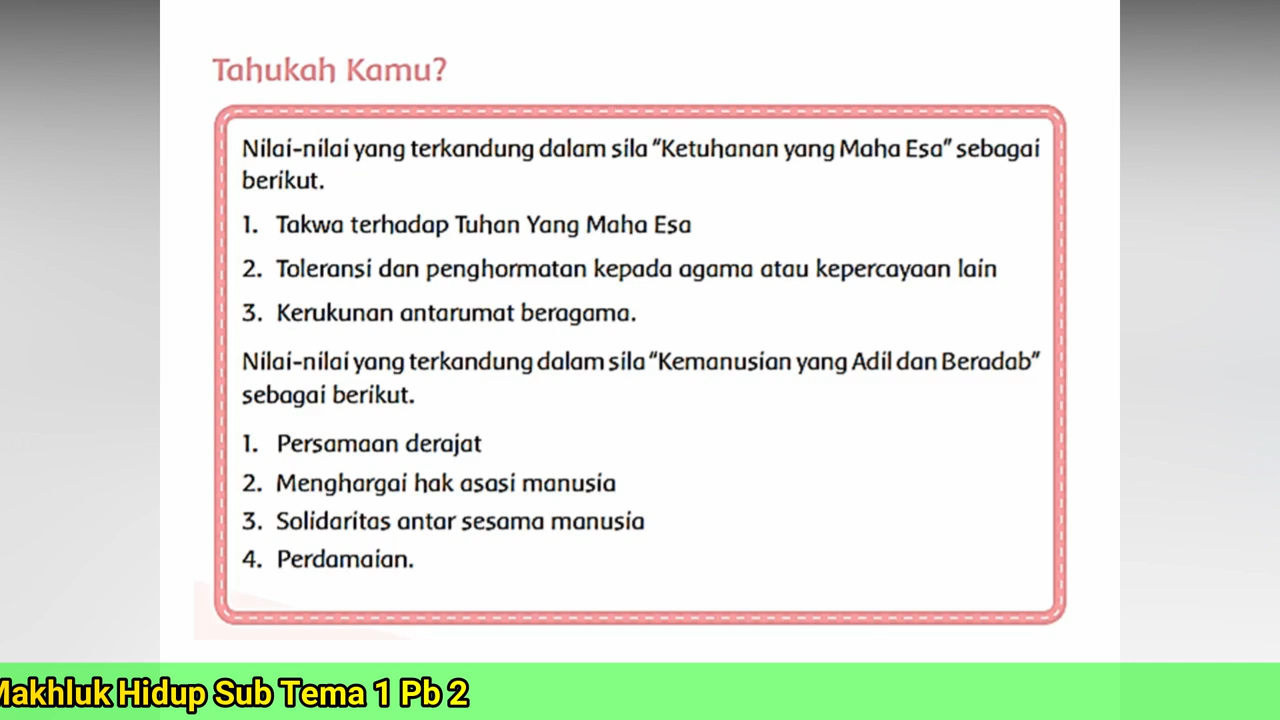 Tahukah Kamu?
Nilai-nilai yang terkandung dalam sila “Ketuhanan yang Maha Esa” sebagai
berikut.
1. Takwa terhadap Tuhan Yang Maha Esa
2. Toleransi dan penghormatan kepada agama atau kepercayaan lain
3. Kerukunan antarumat beragama.
Nilai-nilai yang terkandung dalam sila “Kemanusian yang Adil dan Beradab”
sebagai berikut.
1. Persamaan derajat
2. Menghargai hak asasi manusia
3. Solidaritas antar sesama manusia
4. Perdamaian.
Makhluk Hidup Sub Tema 1 Pb 2